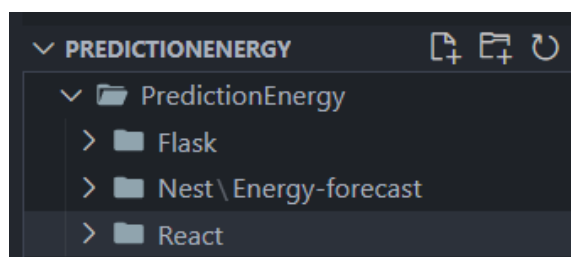 PREDICTIONENERGY
PredictionEnergy
Flask
Nest\Energy-forecast
React